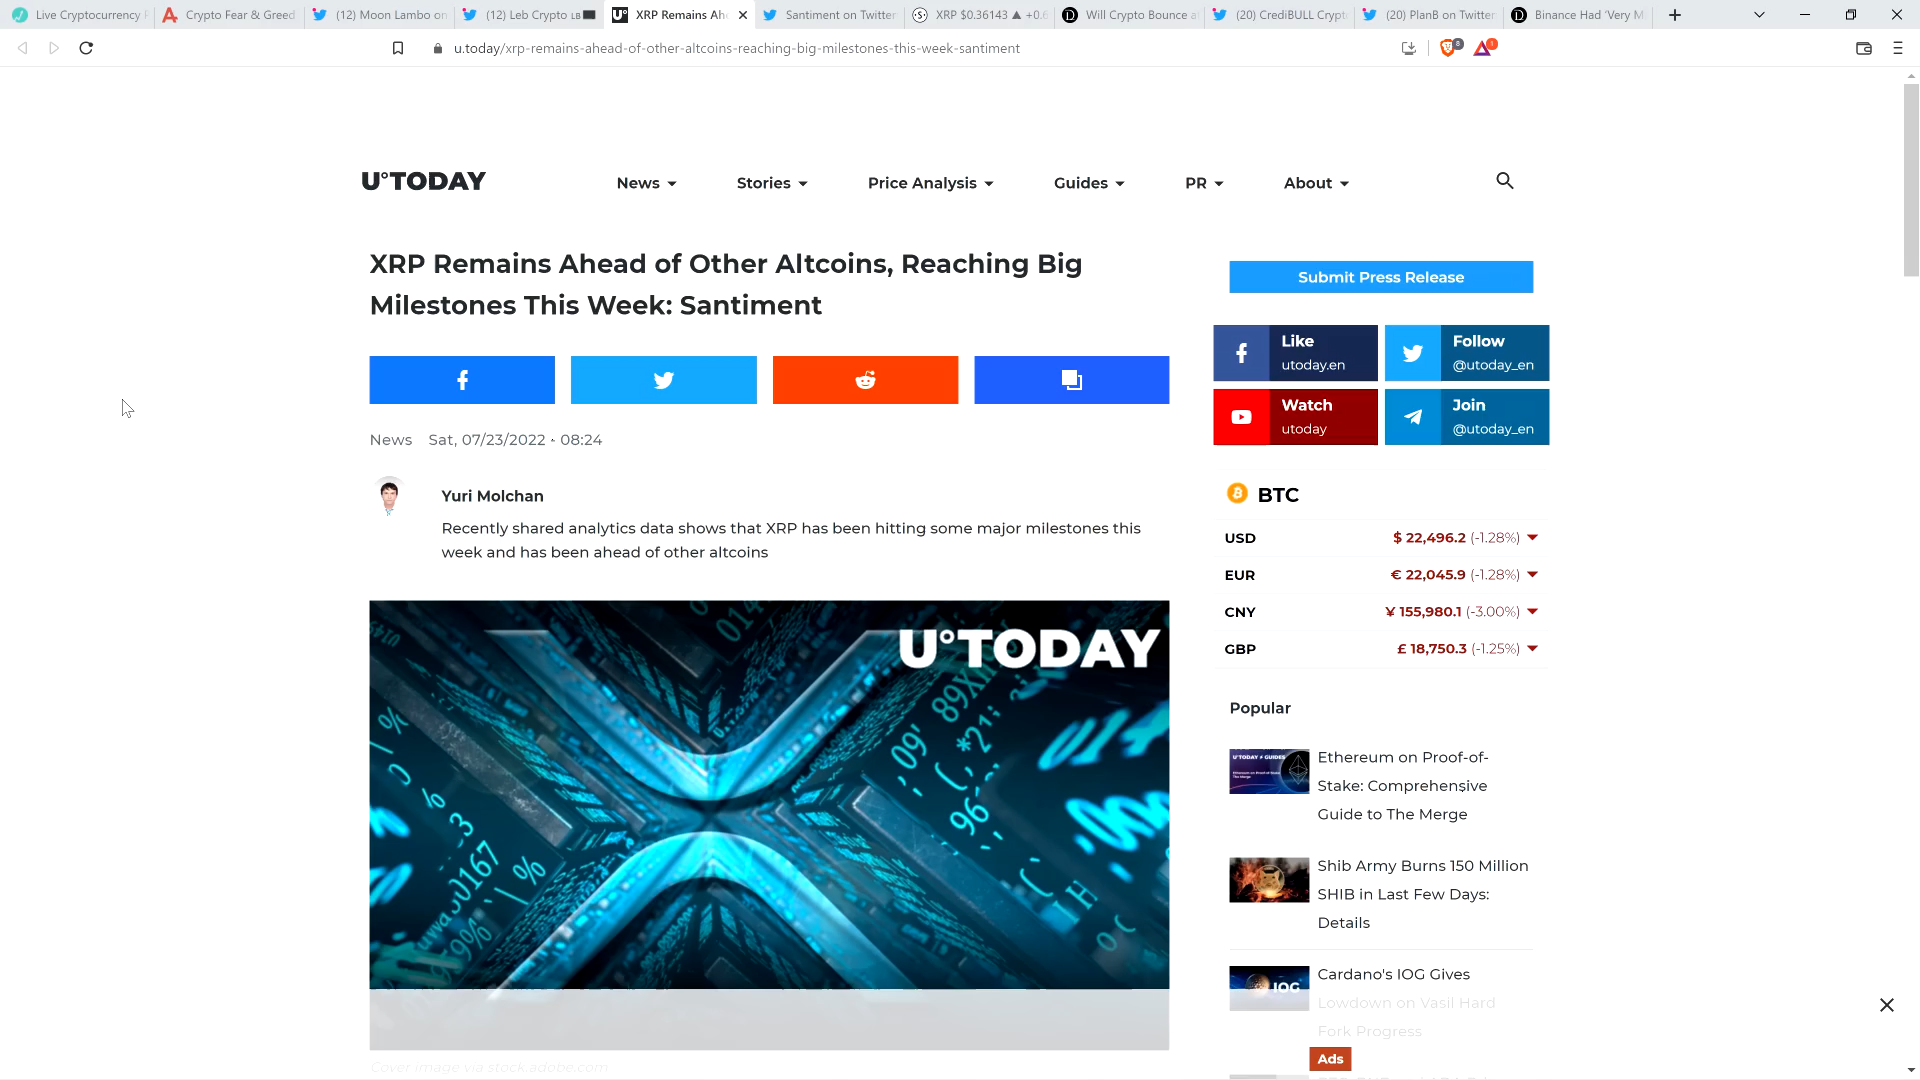 Live Cryptocurrency
Crypto Fear & Greed
(12) Moon Lambo on
(12) Leb Crypto
XRP Remains Ah
Santiment on Twitter
XRP $0.36143 ▲ +0.6
Will Crypto Bounce a
(20) CrediBULL Crypt
(20) PlanB on Twitter
Binance Had 'Very M
u.today/xrp-remains-ahead-of-other-altcoins-reaching-big-milestones-this-week-santiment
8
1
U°TODAY
News
Stories
Price Analysis
Guides
PR
About
XRP Remains Ahead of Other Altcoins, Reaching Big
Milestones This Week: Santiment
News Sat, 07/23/2022 • 08:24
Yuri Molchan
Recently shared analytics data shows that XRP has been hitting some major milestones this
week and has been ahead of other altcoins
U°TODAY
Cover image via stock.adobe.com
Submit Press Release
Like
utoday.en
Follow
@utoday_en
Watch
utoday
Join
@utoday_en
BTC
USD $ 22,496.2 (-1.28%)
EUR € 22,045.9 (-1.28%)
CNY ¥ 155,980.1 (-3.00%)
GBP £ 18,750.3 (-1.25%)
Popular
Ethereum on Proof-of-
Stake: Comprehensive
Guide to The Merge
Shib Army Burns 150 Million
SHIB in Last Few Days:
Details
IOG
Cardano's IOG Gives
Lowdown on Vasil Hard
Fork Progress
Ads